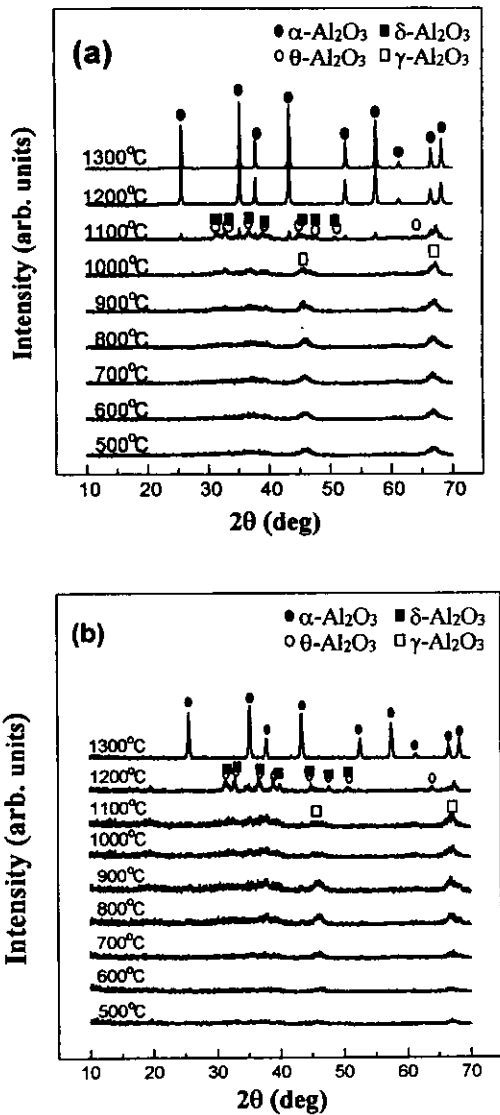 (a)
● α-Al2O3 ■ δ-Al2O3
○ θ-Al2O3 □ γ-Al2O3
1300°C
1200°C
1100°C
1000°C
900°C
800°C
700°C
600°C
500°C
Intensity (arb. units)
10 20 30 40 50 60 70
2θ (deg)
(b)
● α-Al2O3 ■ δ-Al2O3
○ θ-Al2O3 □ γ-Al2O3
1300°C
1200°C
1100°C
1000°C
900°C
800°C
700°C
600°C
500°C
Intensity (arb. units)
10 20 30 40 50 60 70
2θ (deg)